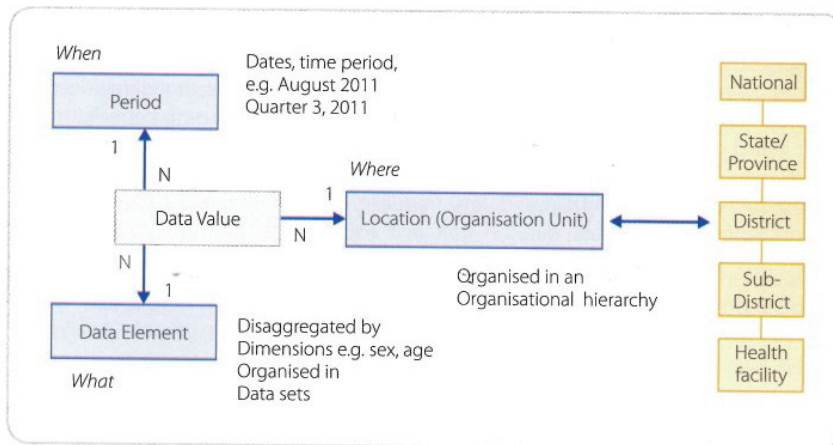 When
Period
Dates, time period,
e.g. August 2011
Quarter 3, 2011
National
State/
Province
1
N
Where
1
Data Value
N
Location (Organisation Unit)
District
N
1
Organised in an
Organisational hierarchy
Sub-
District
Data Element
Disaggregated by
Dimensions e.g. sex, age
Organised in
Data sets
What
Health
facility